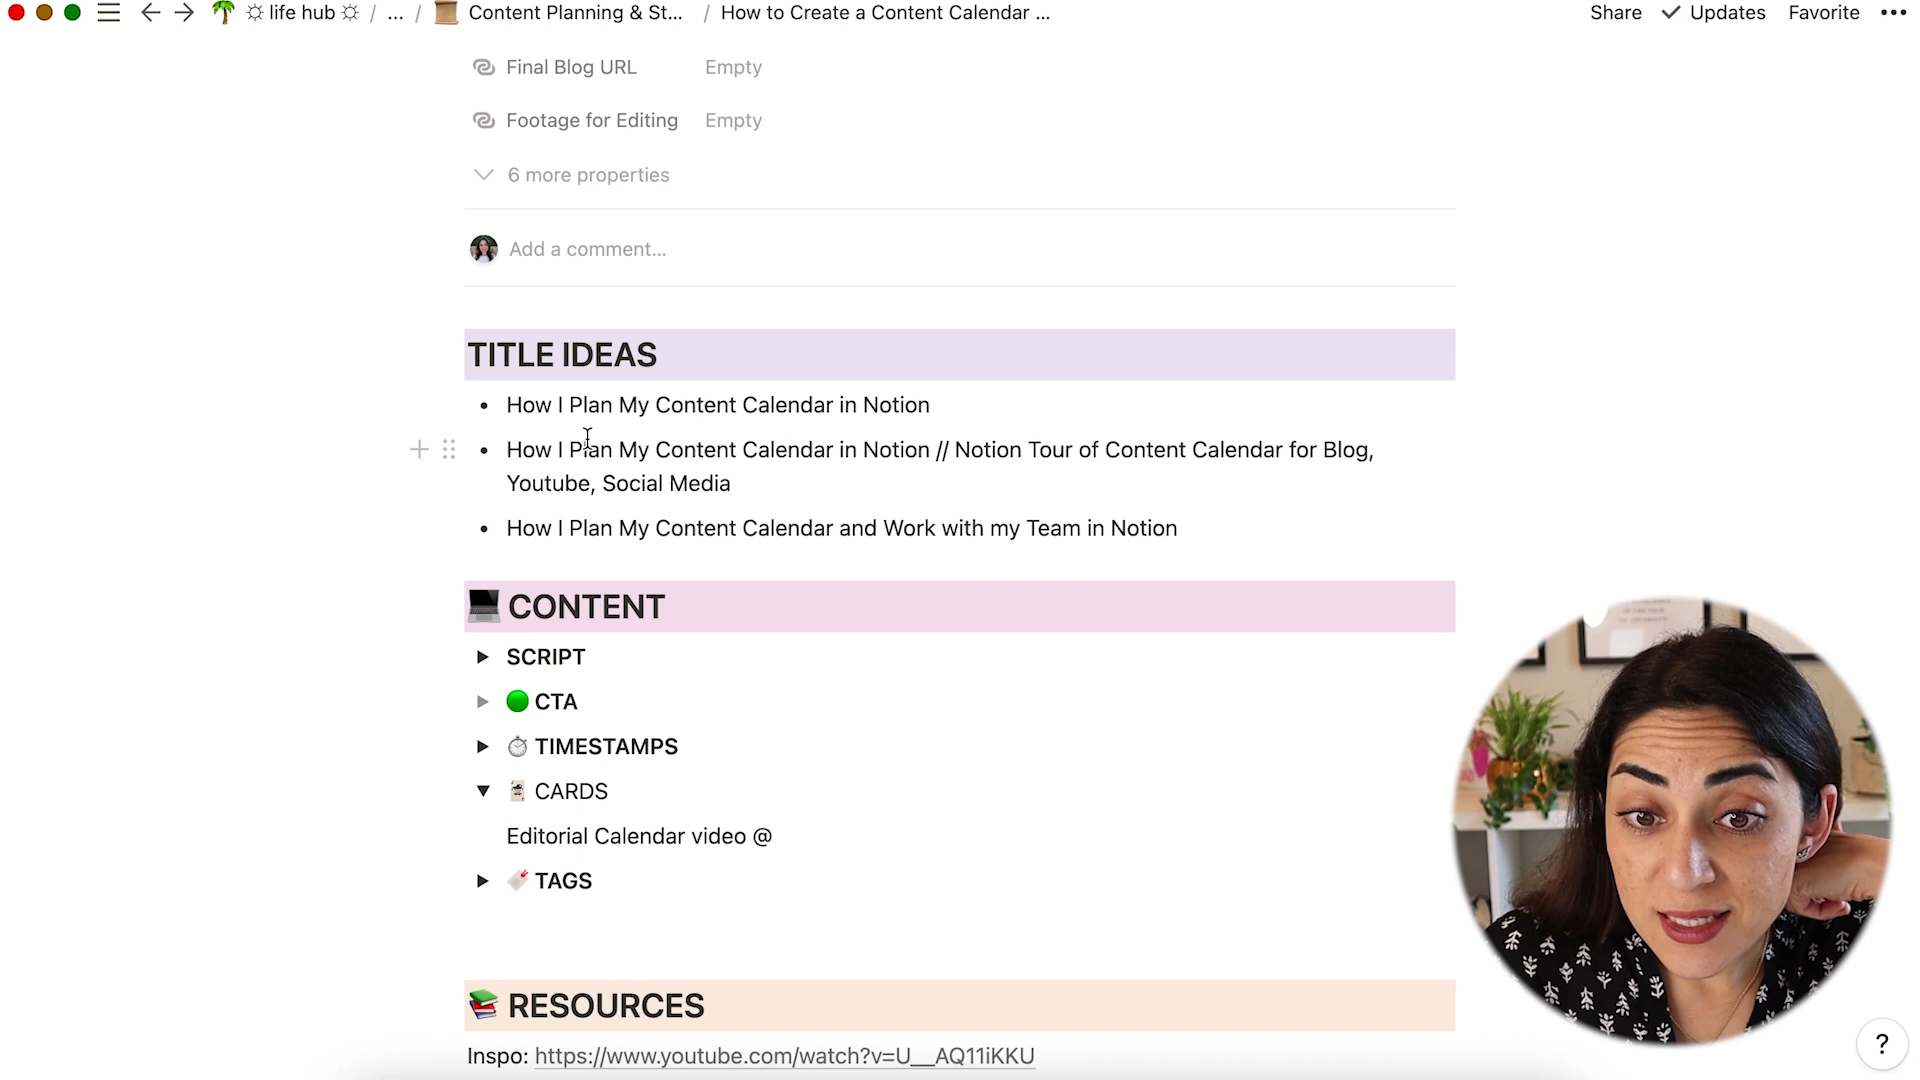 ☼ life hub ☼ / ... / Content Planning & St... / How to Create a Content Calendar ...
Share Updates Favorite •••
Final Blog URL Empty
Footage for Editing Empty
6 more properties
Add a comment...
TITLE IDEAS
• How I Plan My Content Calendar in Notion
• How I Plan My Content Calendar in Notion // Notion Tour of Content Calendar for Blog,
Youtube, Social Media
• How I Plan My Content Calendar and Work with my Team in Notion
CONTENT
SCRIPT
CTA
TIMESTAMPS
CARDS
Editorial Calendar video @
TAGS
RESOURCES
Inspo: https://www.youtube.com/watch?v=U__AQ11iKKU
?